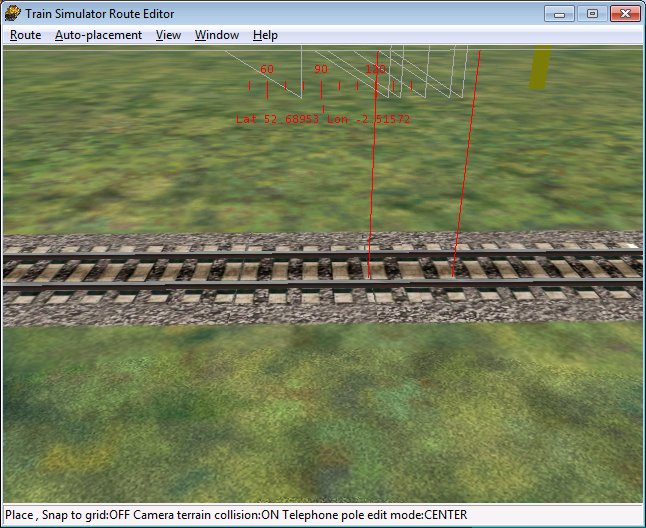 Train Simulator Route Editor
Route Auto-placement View Window Help
60 90 120
Lat 52.68953 Lon -2.51572
Place , Snap to grid:OFF Camera terrain collision:ON Telephone pole edit mode:CENTER